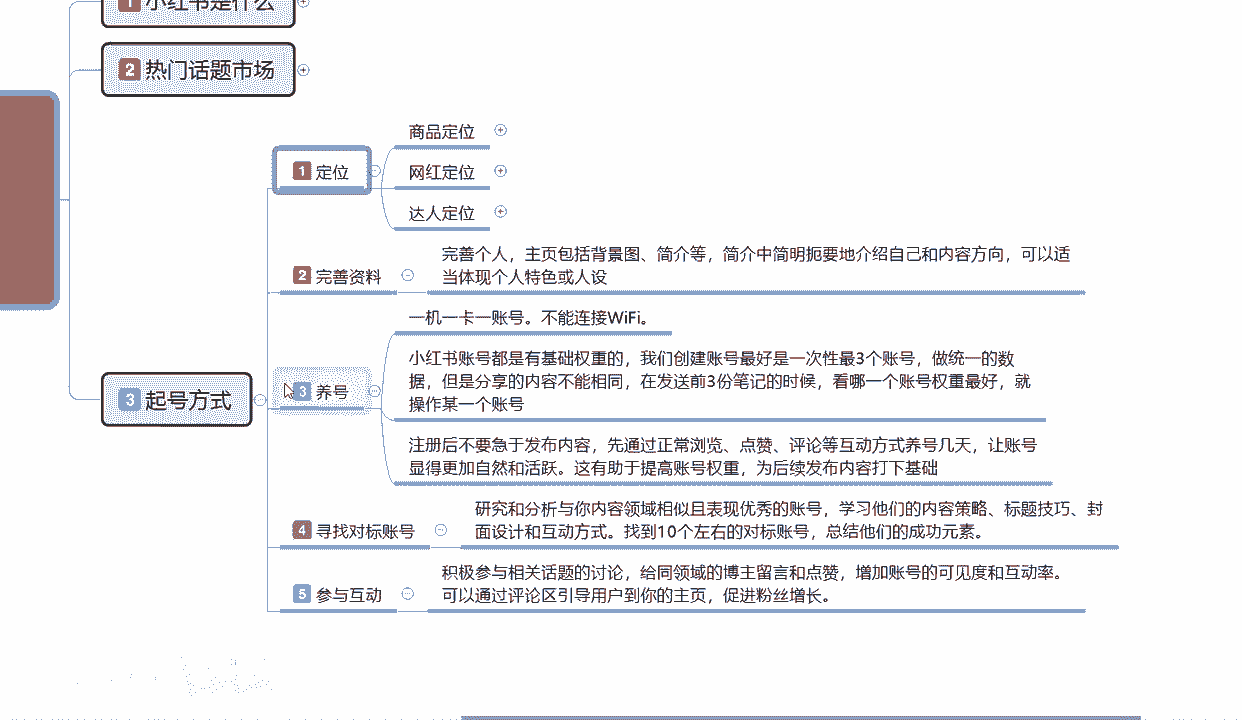 1 小红书是什么
2 热门话题市场
商品定位
1 定位
网红定位
达人定位
完善个人，主页包括背景图、简介等，简介中简明扼要地介绍自己和内容方向，可以适
当体现个人特色或人设
2 完善资料
一机一卡一账号。不能连接WiFi。
小红书账号都是有基础权重的，我们创建账号最好是一次性最3个账号，做统一的数
据，但是分享的内容不能相同，在发送前3份笔记的时候，看哪一个账号权重最好，就
操作某一个账号
3 起号方式
3 养号
注册后不要急于发布内容，先通过正常浏览、点赞、评论等互动方式养号几天，让账号
显得更加自然和活跃。这有助于提高账号权重，为后续发布内容打下基础
研究和分析与你内容领域相似且表现优秀的账号，学习他们的内容策略、标题技巧、封
面设计和互动方式。找到10个左右的对标账号，总结他们的成功元素。
4 寻找对标账号
积极参与相关话题的讨论，给同领域的博主留言和点赞，增加账号的可见度和互动率。
可以通过评论区引导用户到你的主页，促进粉丝增长。
5 参与互动